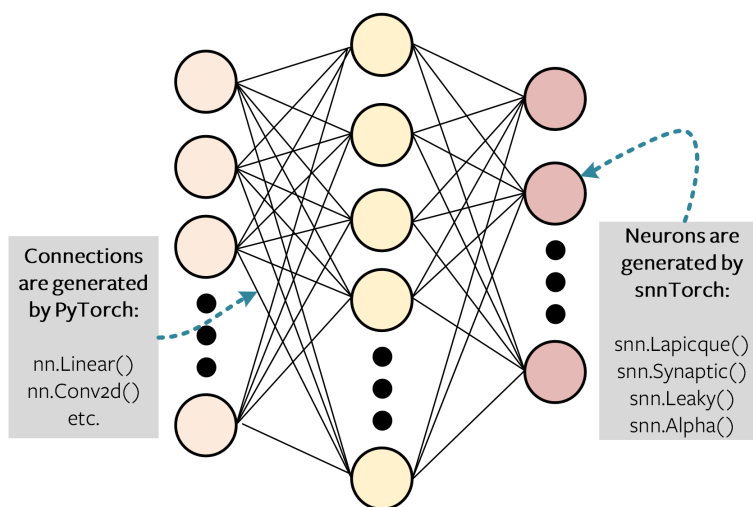 Connections
are generated
by PyTorch:
nn.Linear()
nn.Conv2d()
etc.
Neurons are
generated by
snnTorch:
snn.Lapicque()
snn.Synaptic()
snn.Leaky()
snn.Alpha()